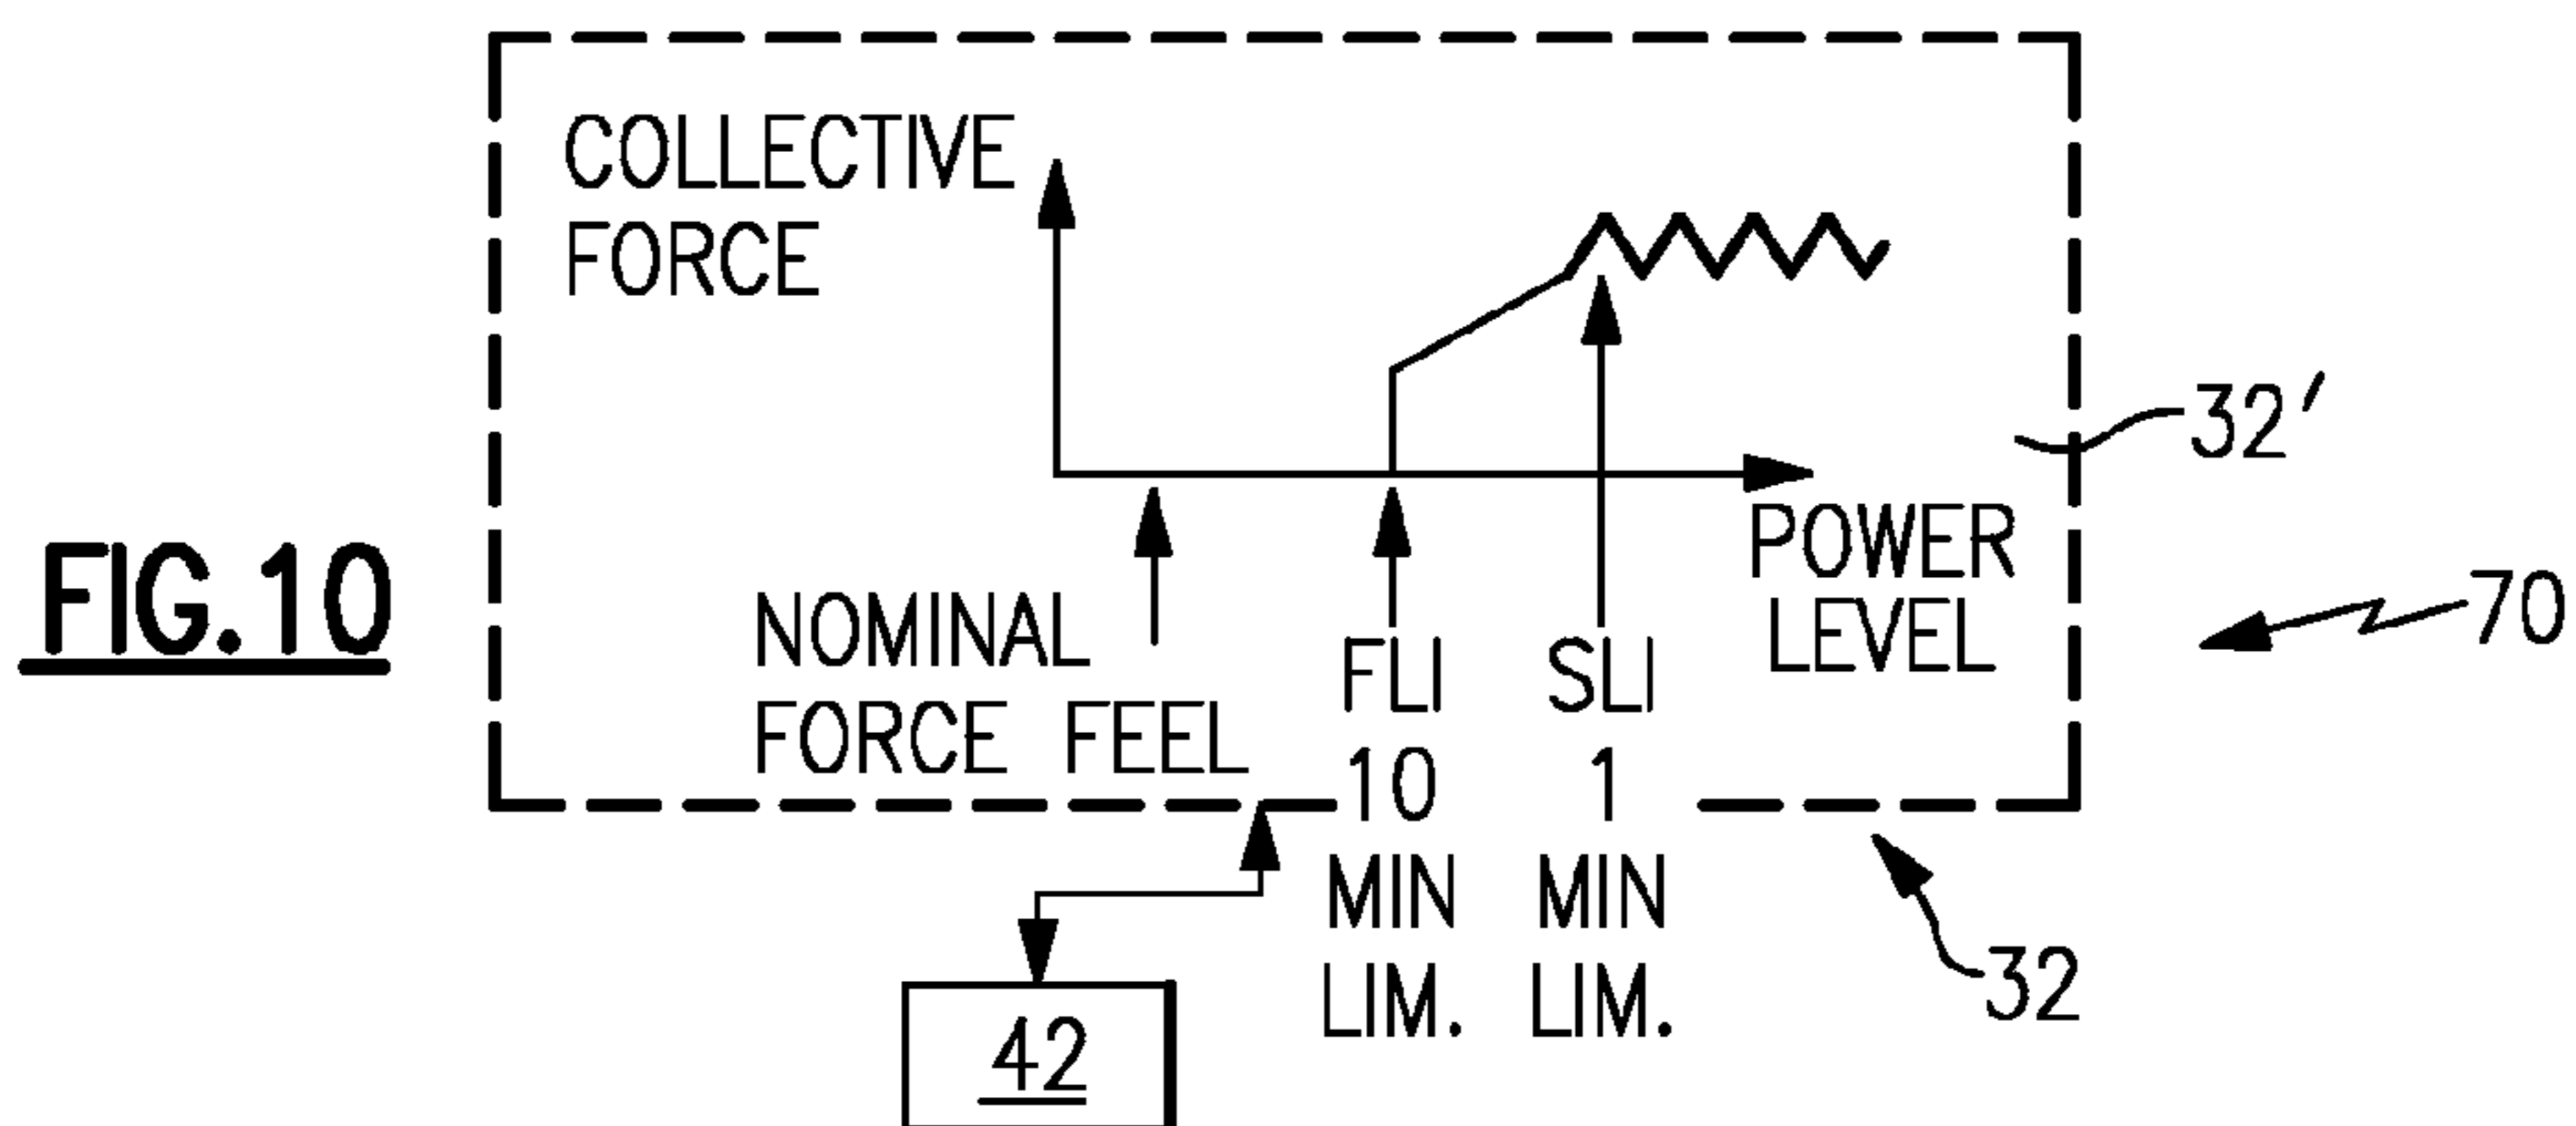 COLLECTIVE
FORCE
32'
POWER
LEVEL
70
FIG.10
NOMINAL
FORCE FEEL
FLI
10
MIN
LIM.
SLI
1
MIN
LIM.
32
42